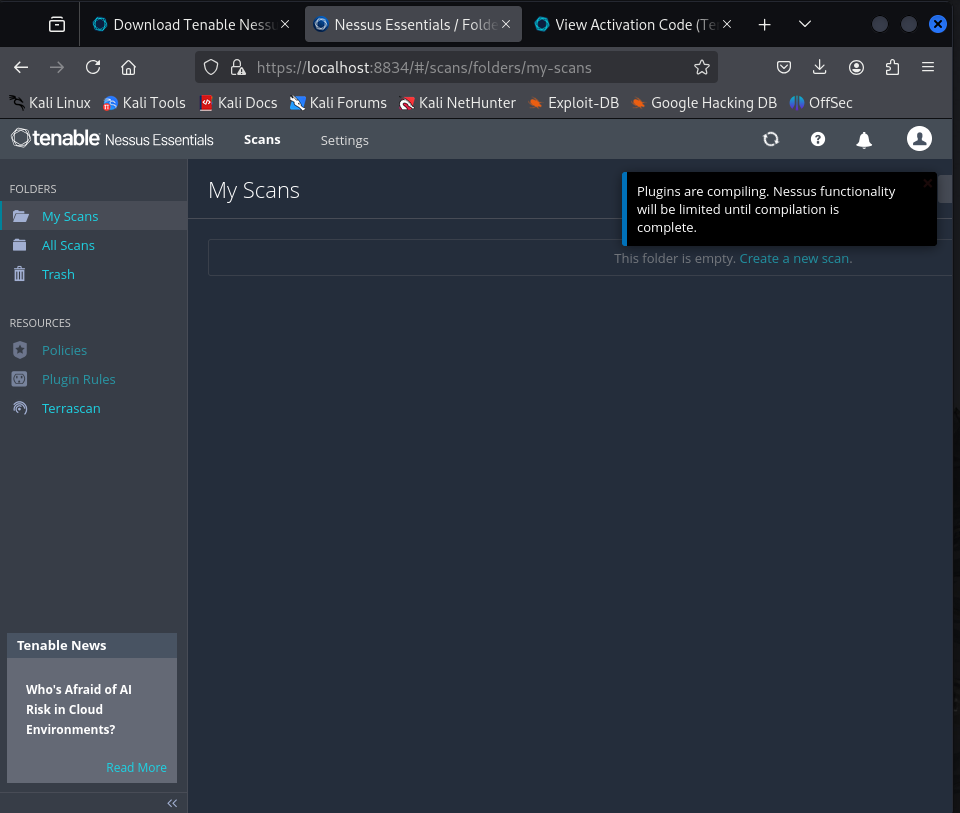 Download Tenable Nessu
Nessus Essentials / Folde
View Activation Code (Te
https://localhost:8834/#/scans/folders/my-scans
Kali Linux
Kali Tools
Kali Docs
Kali Forums
Kali NetHunter
Exploit-DB
Google Hacking DB
OffSec
tenable Nessus Essentials
Scans
Settings
FOLDERS
My Scans
All Scans
Trash
RESOURCES
Policies
Plugin Rules
Terrascan
Tenable News
Who's Afraid of AI
Risk in Cloud
Environments?
Read More
My Scans
Plugins are compiling. Nessus functionality
will be limited until compilation is
complete.
This folder is empty. Create a new scan.